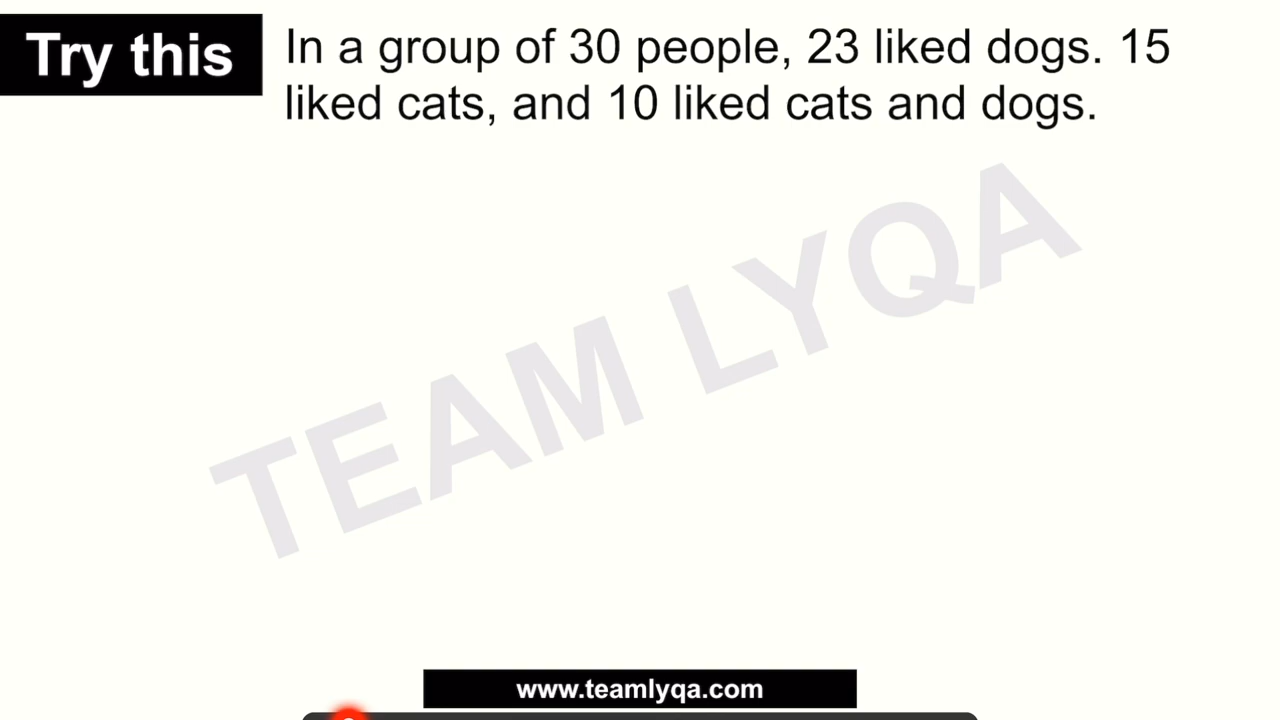 Try this
In a group of 30 people, 23 liked dogs. 15
liked cats, and 10 liked cats and dogs.
TEAM LYQA
www.teamlyqa.com